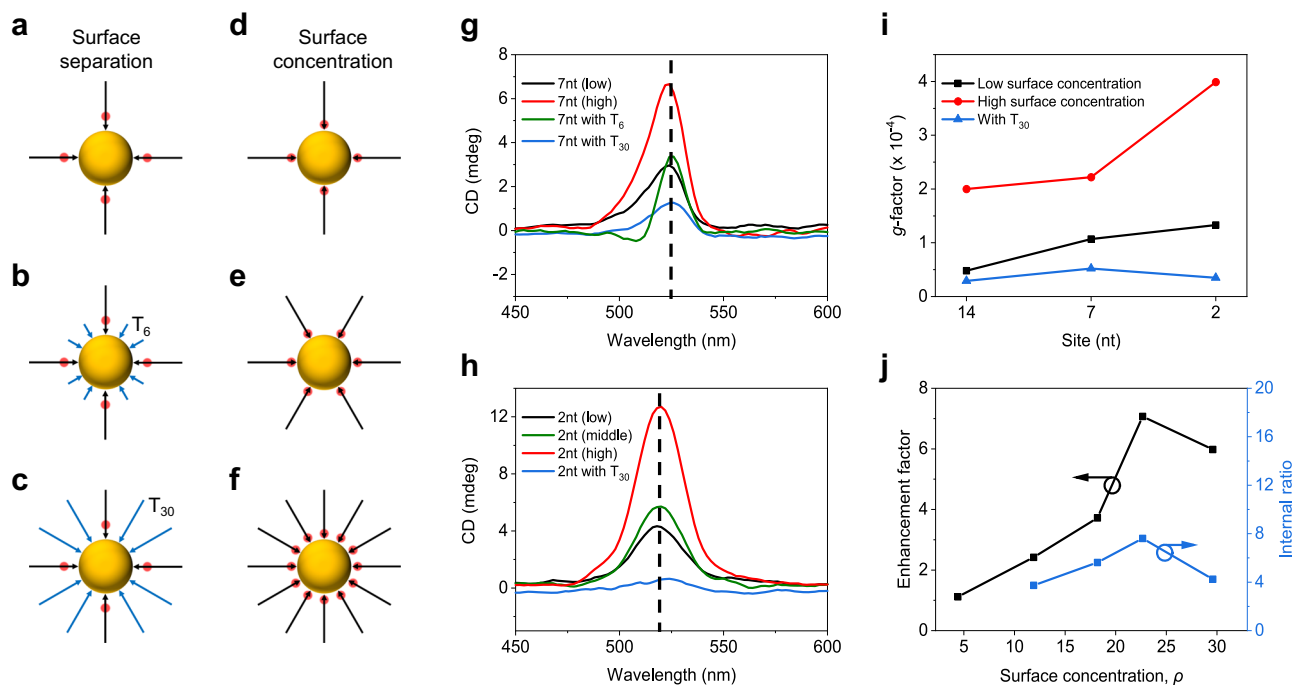 a
Surface
separation
b
T6
c
T30
d
Surface
concentration
e
f
g
8
6
4
2
0
-2
CD (mdeg)
7nt (low)
7nt (high)
7nt with T6
7nt with T30
450
500
550
600
Wavelength (nm)
h
12
8
4
0
CD (mdeg)
2nt (low)
2nt (middle)
2nt (high)
2nt with T30
450
500
550
600
Wavelength (nm)
i
4
3
2
1
0
g-factor (x 10-4)
Low surface concentration
High surface concentration
With T30
14
7
2
Site (nt)
j
8
6
4
2
0
Enhancement factor
20
16
12
8
4
0
Internal ratio
5
10
15
20
25
30
Surface concentration, ρ